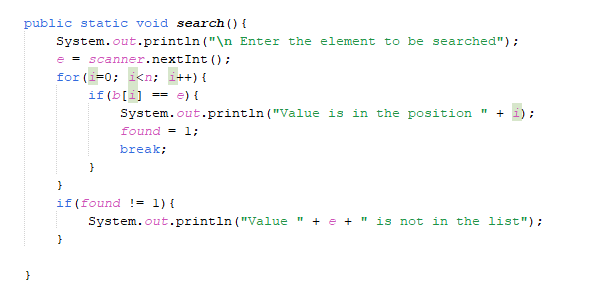 public static void search(){
    System.out.println("\n Enter the element to be searched");
    e = scanner.nextInt();
    for(i=0; i<n; i++){
        if(b[i] == e){
            System.out.println("Value is in the position " + i);
            found = 1;
            break;
        }
    }
    if(found != 1){
        System.out.println("Value " + e + " is not in the list");
    }

}